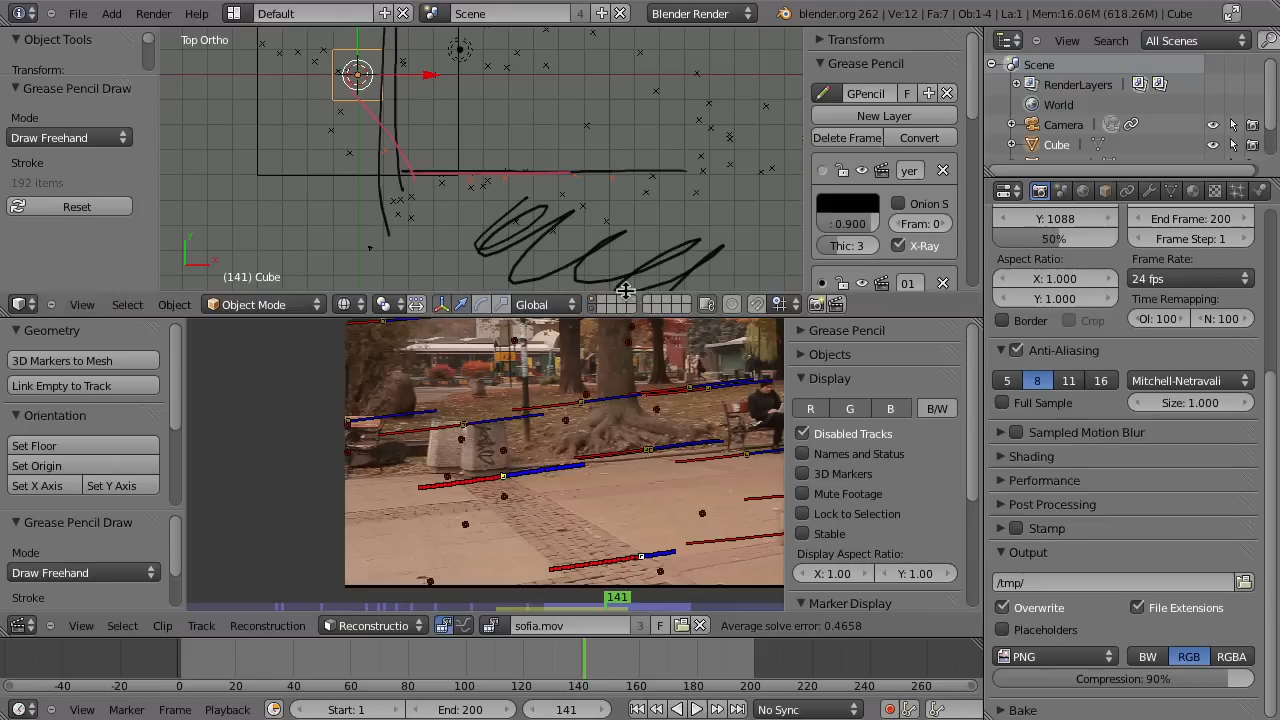 File Add Render Help Default Scene 4 Blender Render blender.org 262 | Ve:12 | Fa:7 | Ob:1-4 | La:1 | Mem:16.06M (618.26M) | Cube
Object Tools
Transform:
Grease Pencil Draw
Mode
Draw Freehand
Stroke
192 items
Reset
Top Ortho
y
x
(141) Cube
Transform
Grease Pencil
GPencil F
New Layer
Delete Frame Convert
yer
Onion S
: 0.900 Fram: 0
Thic: 3 X-Ray
01
View Search All Scenes
Scene
RenderLayers
World
Camera
Cube
View Select Object Object Mode Global
Geometry
3D Markers to Mesh
Link Empty to Track
Orientation
Set Floor
Set Origin
Set X Axis Set Y Axis
Grease Pencil Draw
Mode
Draw Freehand
Stroke
Grease Pencil
Objects
Display
R G B B/W
Disabled Tracks
Names and Status
3D Markers
Mute Footage
Lock to Selection
Stable
Display Aspect Ratio:
X: 1.00 Y: 1.00
Marker Display
141
View Select Clip Track Reconstruction Reconstructio sofia.mov 3 F Average solve error: 0.4658
-40 -20 0 20 40 60 80 100 120 140 160 180 200 220 240 260
View Marker Frame Playback Start: 1 End: 200 141 No Sync
Y: 1088 End Frame: 200
50% Frame Step: 1
Aspect Ratio: Frame Rate:
X: 1.000 24 fps
Y: 1.000 Time Remapping:
Border Crop Ol: 100 N: 100
Anti-Aliasing
5 8 11 16 Mitchell-Netravali
Full Sample Size: 1.000
Sampled Motion Blur
Shading
Performance
Post Processing
Stamp
Output
/tmp/
Overwrite File Extensions
Placeholders
PNG BW RGB RGBA
Compression: 90%
Bake